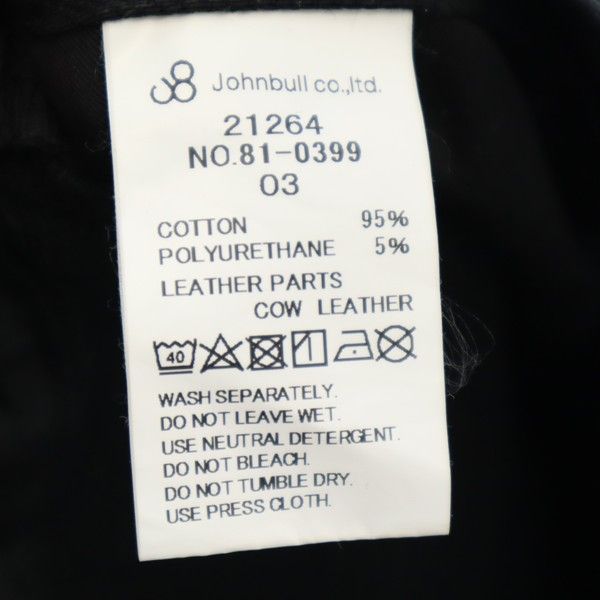 Johnbull co.,ltd.
21264
NO.81-0399
03
COTTON 95%
POLYURETHANE 5%
LEATHER PARTS
COW LEATHER
40
WASH SEPARATELY.
DO NOT LEAVE WET.
USE NEUTRAL DETERGENT.
DO NOT BLEACH.
DO NOT TUMBLE DRY.
USE PRESS CLOTH.